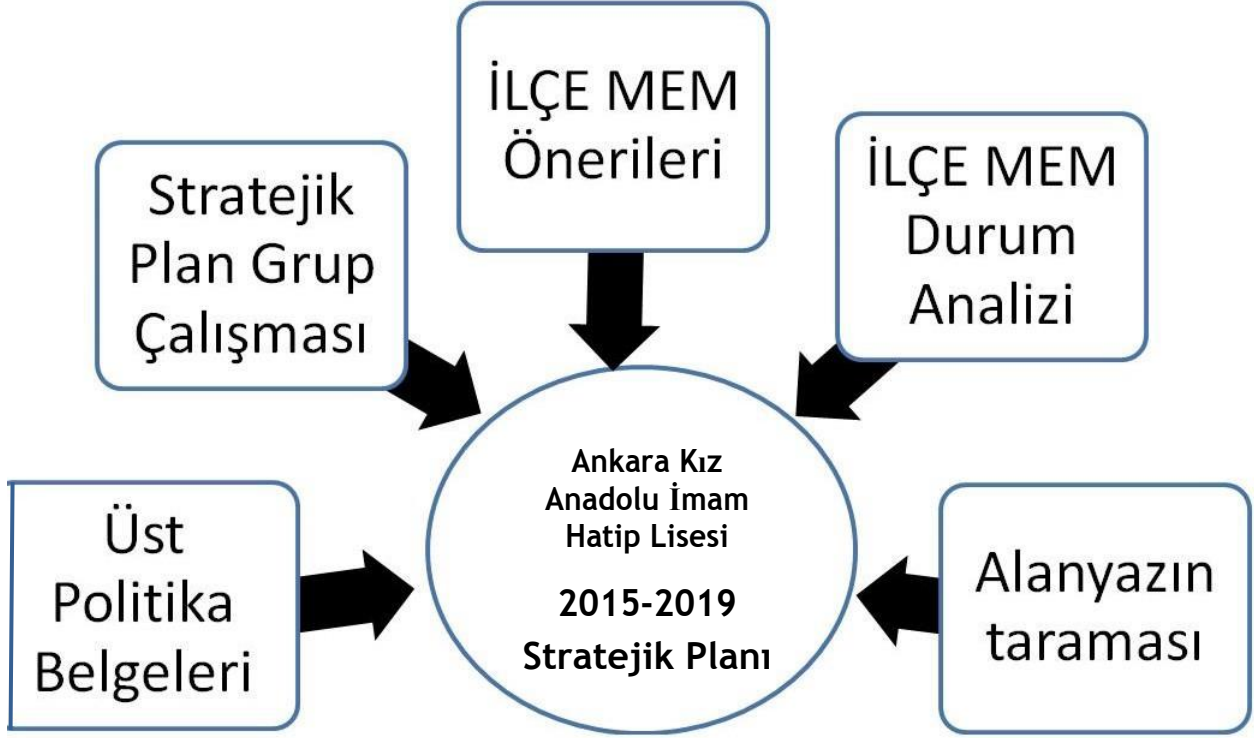 İLÇE MEM
Önerileri
Stratejik
Plan Grup
Çalışması
İLÇE MEM
Durum
Analizi
Üst
Politika
Belgeleri
Ankara Kız
Anadolu İmam
Hatip Lisesi
2015-2019
Stratejik Planı
Alanyazın
taraması